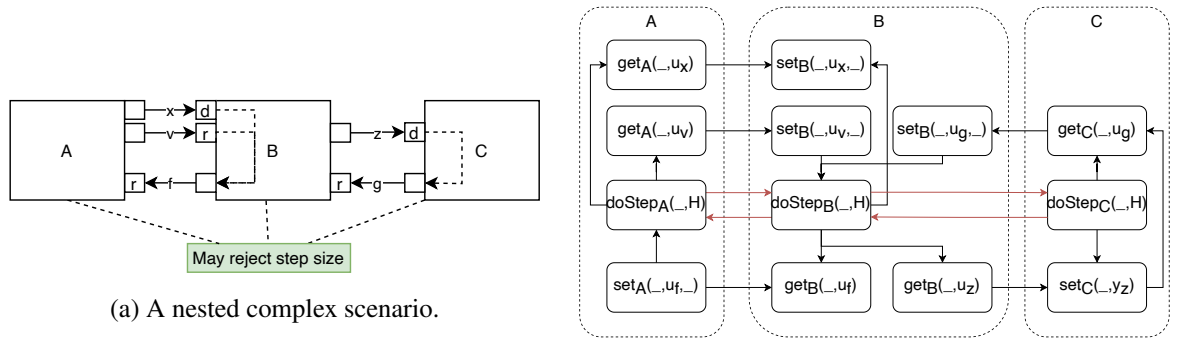 A
x
d
v
r
B
z
d
C
r
f
r
g
May reject step size
(a) A nested complex scenario.
A
B
C
getA(_,ux)
setB(_,ux,_)
getA(_,uv)
setB(_,uv,_)
setB(_,ug,_)
getC(_,ug)
doStepA(_,H)
doStepB(_,H)
doStepC(_,H)
setA(_,uf,_)
getB(_,uf)
getB(_,uz)
setC(_,yz)